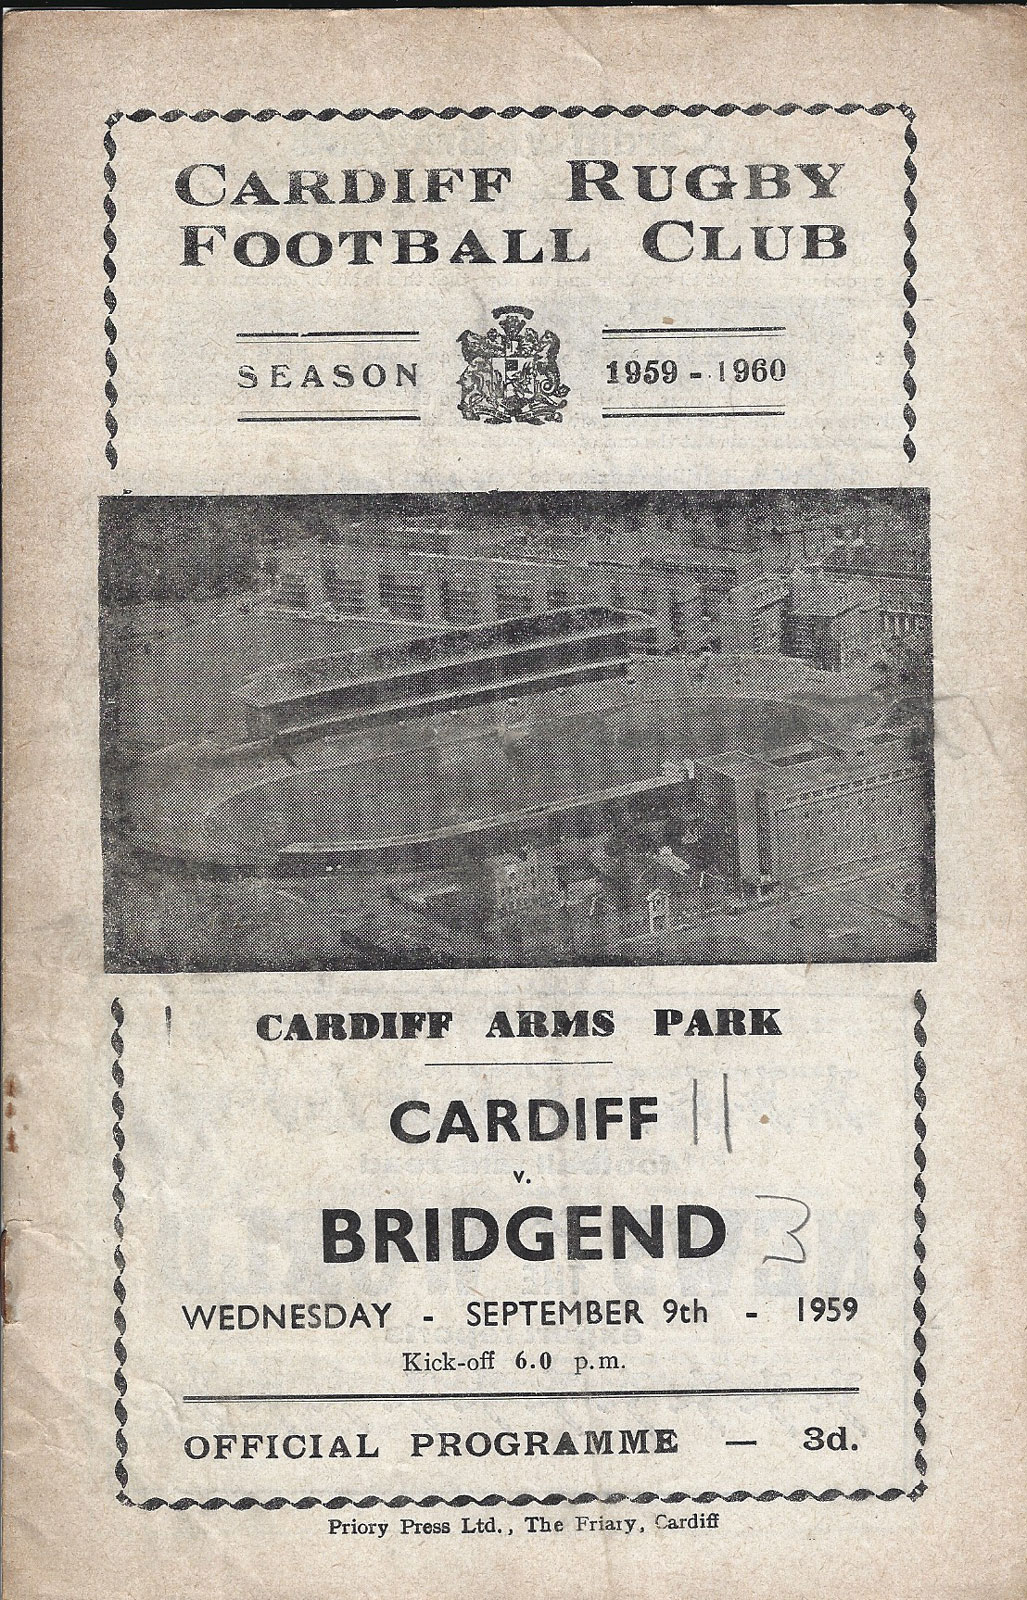 CARDIFF RUGBY
FOOTBALL CLUB
SEASON 1959 - 1960
CARDIFF ARMS PARK
CARDIFF 11
v.
BRIDGEND 3
WEDNESDAY - SEPTEMBER 9th - 1959
Kick-off 6.0 p.m.
OFFICIAL PROGRAMME — 3d.
Priory Press Ltd., The Friary, Cardiff